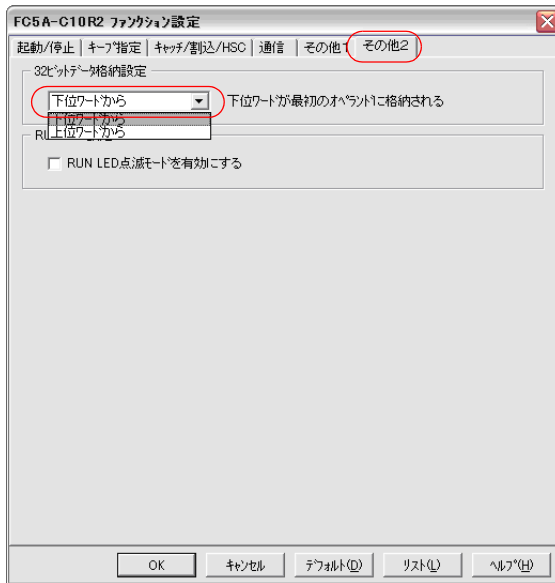 FC5A-C10R2 ファンクション設定
起動/停止 キープ指定 キャッチ/割込/HSC 通信 その他1 その他2
32ビットデータ格納設定
下位ワードから 下位ワードが最初のオペランドに格納される
下位ワードから
上位ワードから
RUN LED点滅モードを有効にする
OK キャンセル デフォルト(D) リスト(L) ヘルプ(H)